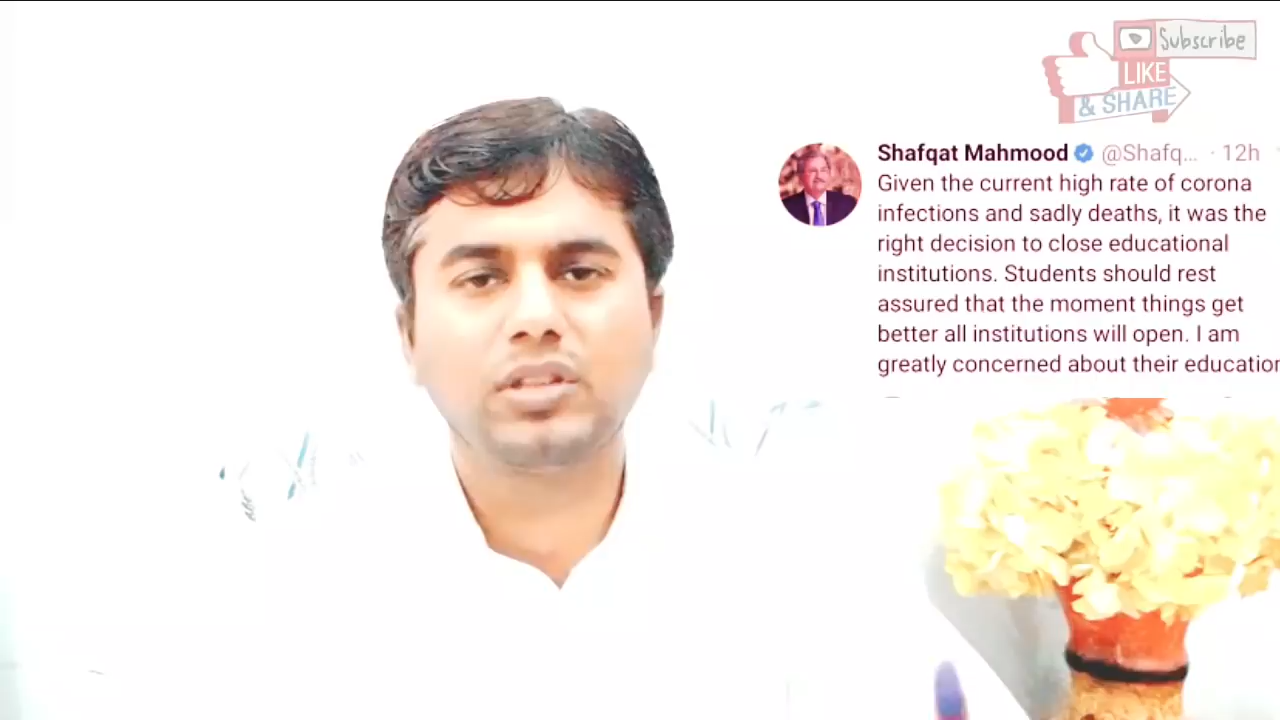 Subscribe
LIKE
& SHARE
Shafqat Mahmood @Shafq... · 12h
Given the current high rate of corona
infections and sadly deaths, it was the
right decision to close educational
institutions. Students should rest
assured that the moment things get
better all institutions will open. I am
greatly concerned about their education